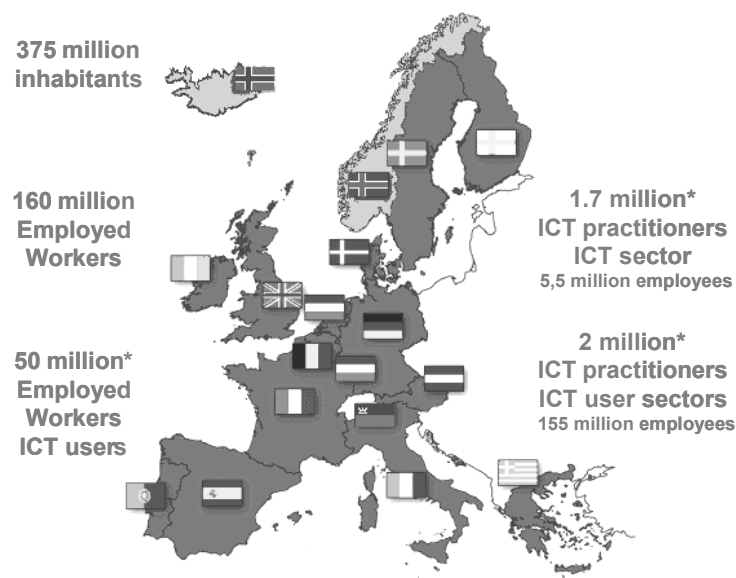 375 million
inhabitants
160 million
Employed
Workers
50 million*
Employed
Workers
ICT users
1.7 million*
ICT practitioners
ICT sector
5,5 million employees
2 million*
ICT practitioners
ICT user sectors
155 million employees